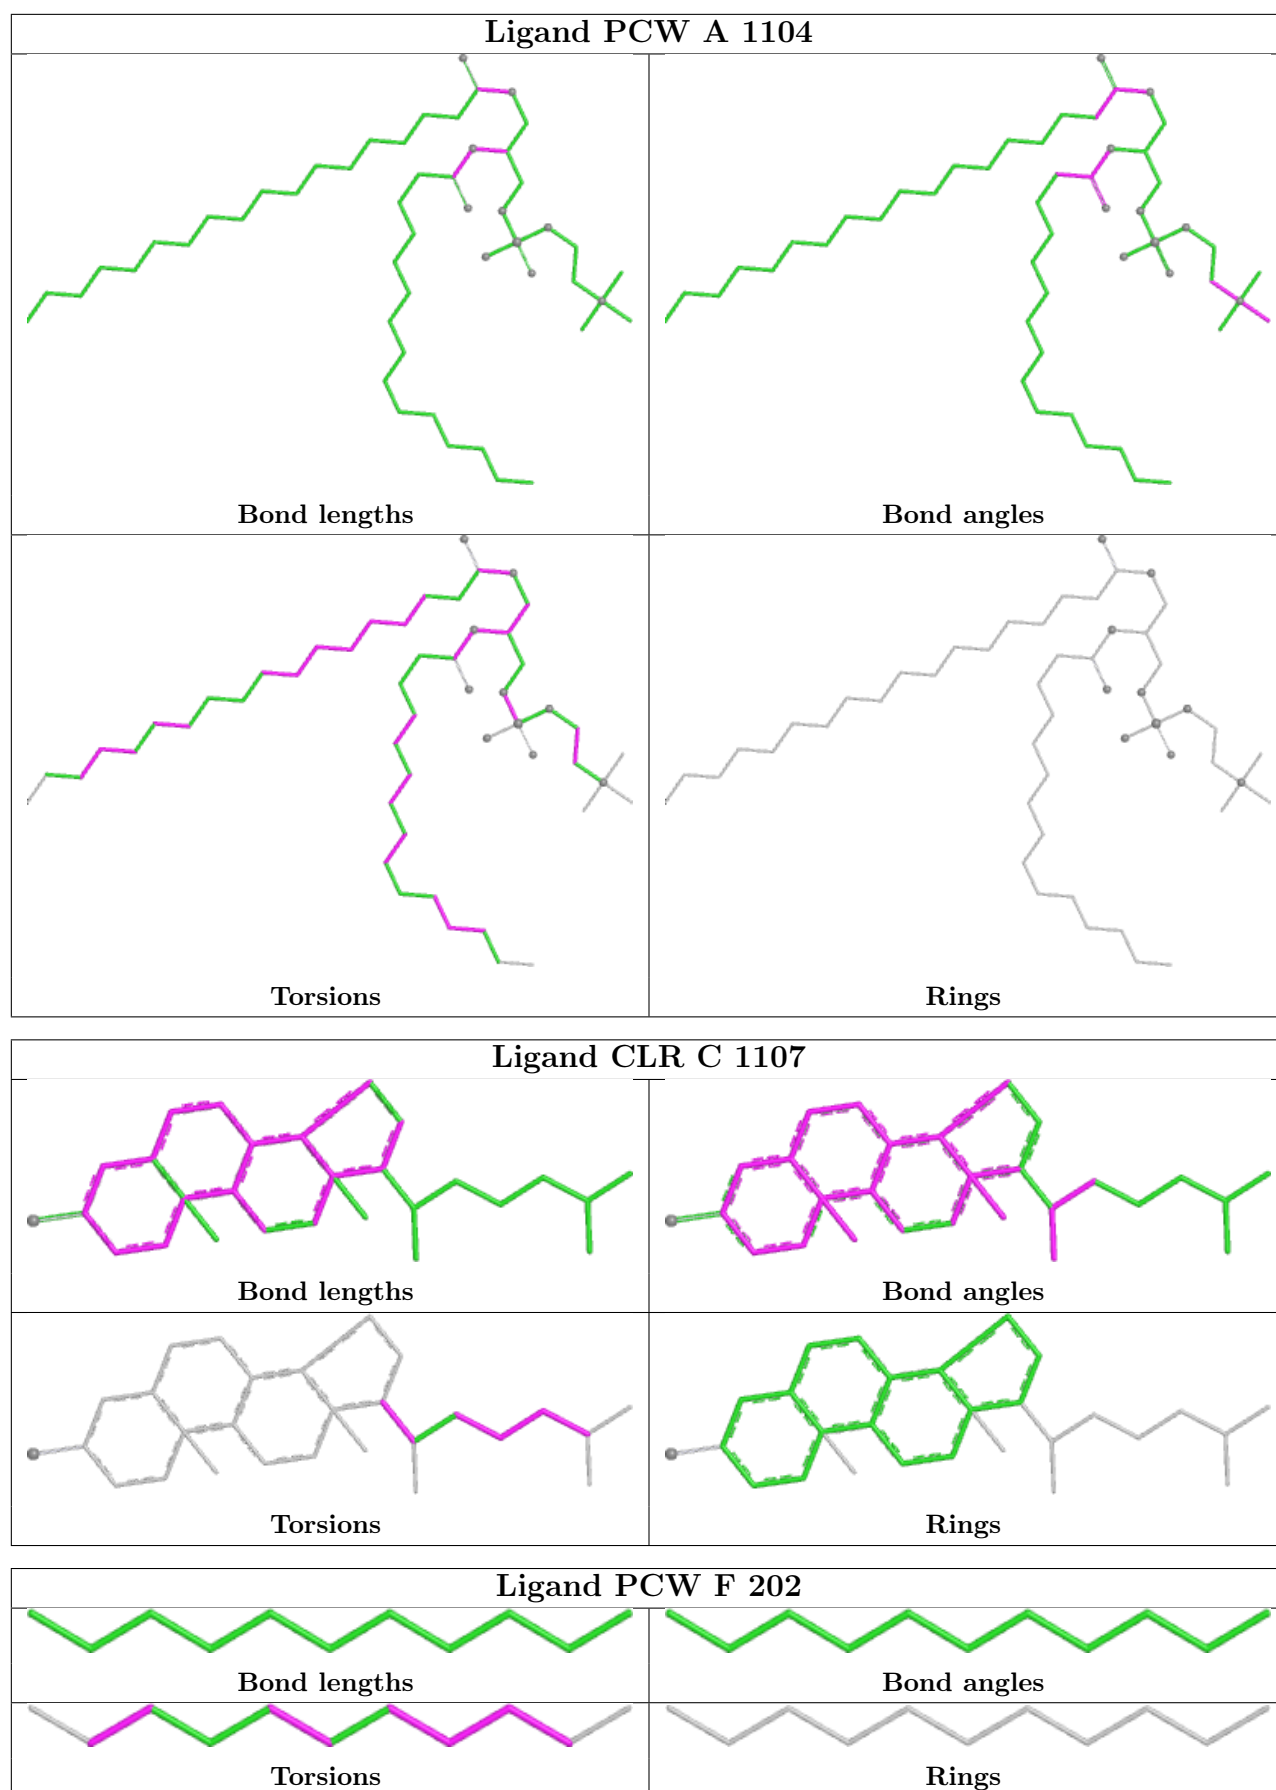 Ligand PCW A 1104
Bond lengths
Bond angles
Torsions
Rings
Ligand CLR C 1107
Bond lengths
Bond angles
Torsions
Rings
Ligand PCW F 202
Bond lengths
Bond angles
Torsions
Rings